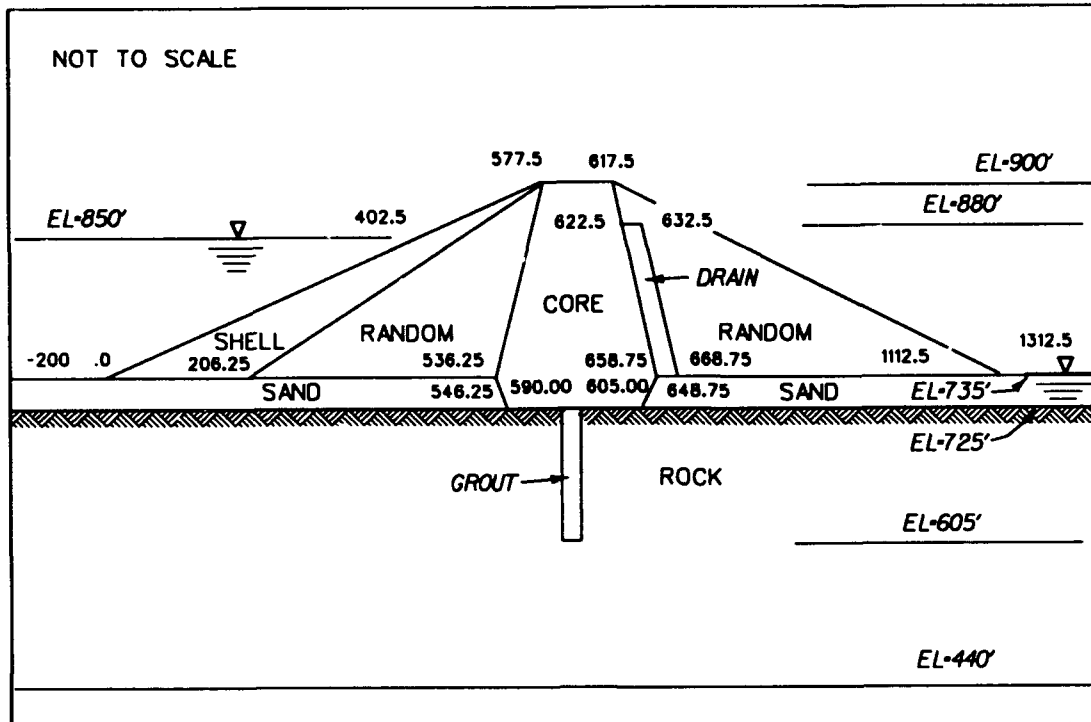 NOT TO SCALE
577.5 617.5
EL=900'
EL=850'
402.5
622.5 632.5
EL=880'
DRAIN
CORE
SHELL
RANDOM
RANDOM
-200 .0 206.25 536.25 658.75 668.75 1112.5 1312.5
SAND 546.25 590.00 605.00 648.75 SAND EL=735'
EL=725'
GROUT
ROCK
EL=605'
EL=440'